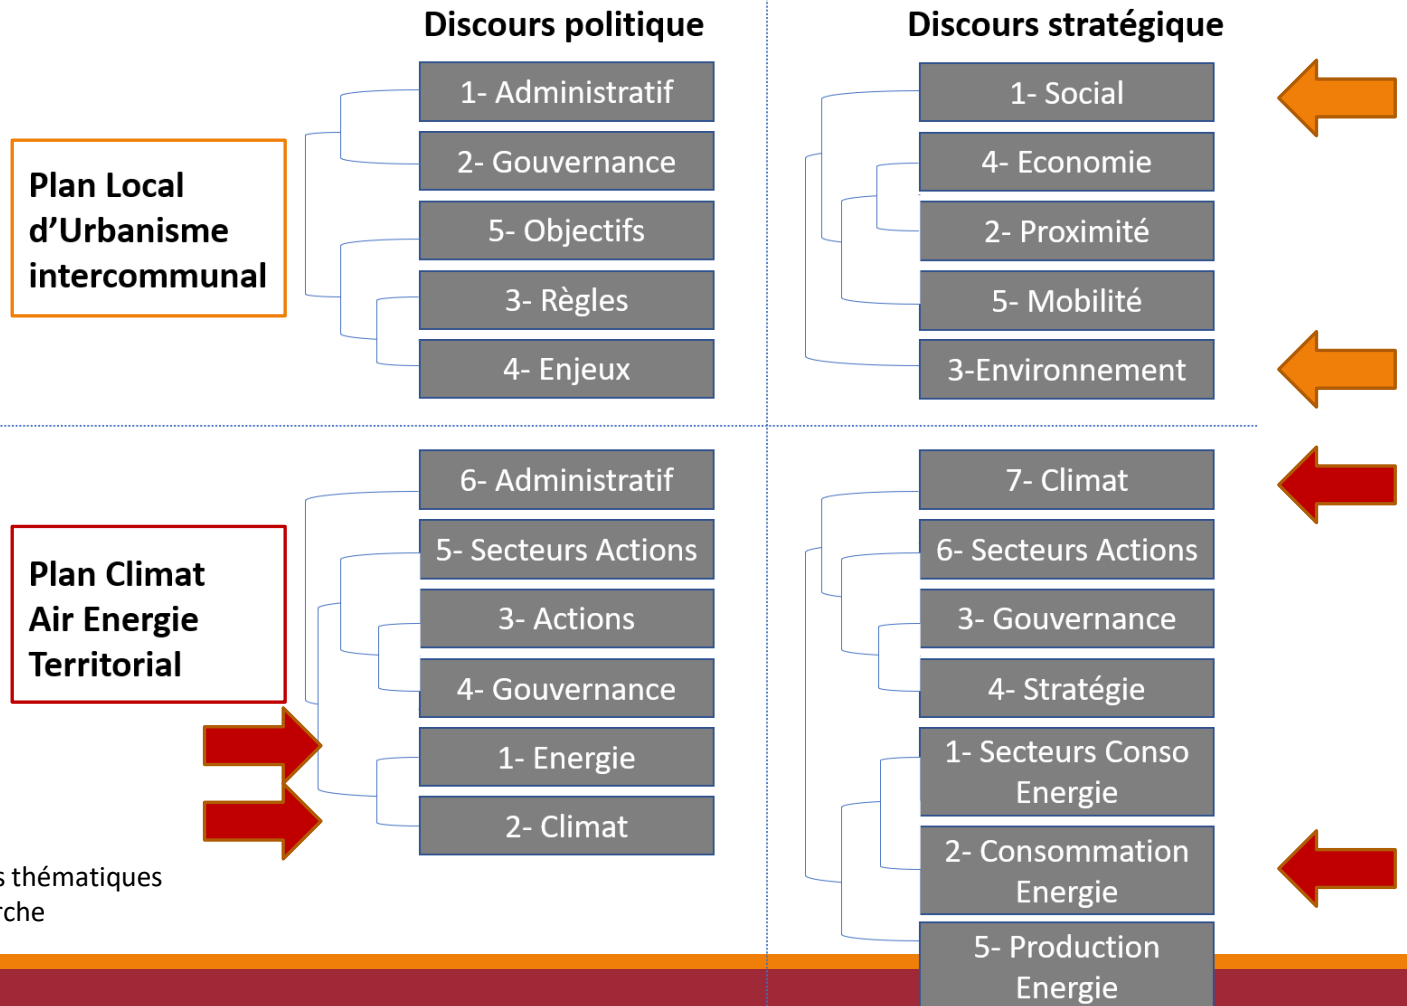 Discours politique
Discours stratégique
Plan Local
d’Urbanisme
intercommunal
1- Administratif
2- Gouvernance
5- Objectifs
3- Règles
4- Enjeux
1- Social
4- Economie
2- Proximité
5- Mobilité
3-Environnement
Plan Climat
Air Energie
Territorial
6- Administratif
5- Secteurs Actions
3- Actions
4- Gouvernance
1- Energie
2- Climat
7- Climat
6- Secteurs Actions
3- Gouvernance
4- Stratégie
1- Secteurs Conso
Energie
2- Consommation
Energie
5- Production
Energie
s thématiques
rche